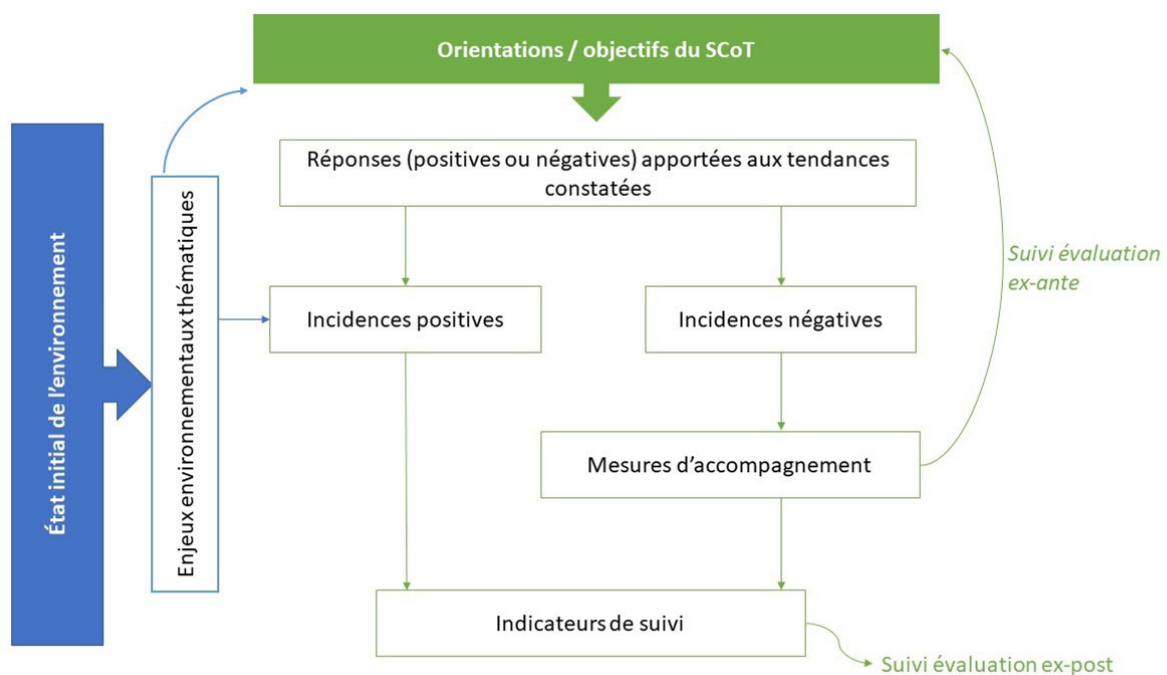 Orientations / objectifs du SCoT
Réponses (positives ou négatives) apportées aux tendances
constatées
État initial de l'environnement
Enjeux environnementaux thématiques
Incidences positives
Incidences négatives
Suivi évaluation
ex-ante
Mesures d'accompagnement
Indicateurs de suivi
Suivi évaluation ex-post